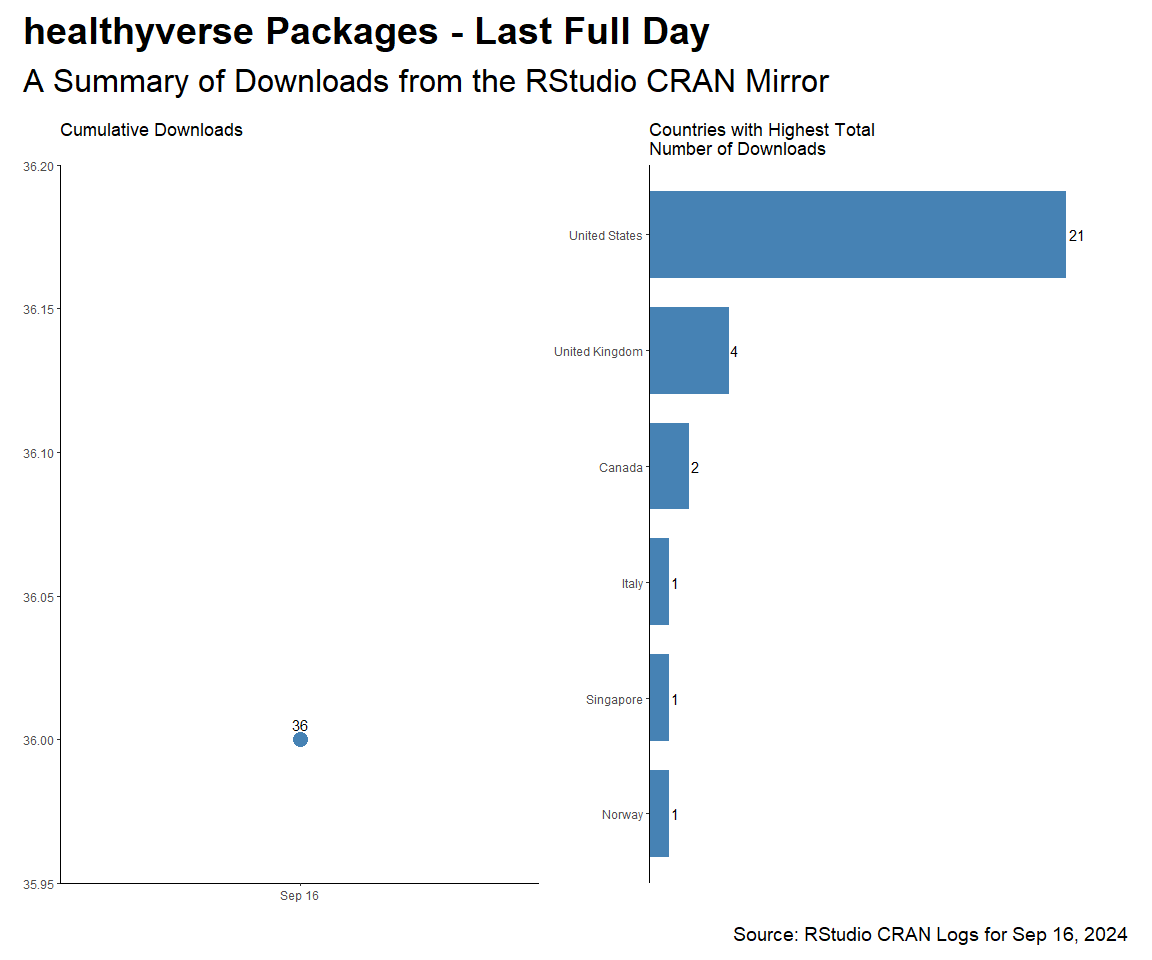 healthyverse Packages - Last Full Day
A Summary of Downloads from the RStudio CRAN Mirror
Cumulative Downloads
36.20
36.15
36.10
36.05
36.00
35.95
36
Sep 16
Countries with Highest Total
Number of Downloads
United States 21
United Kingdom 4
Canada 2
Italy 1
Singapore 1
Norway 1
Source: RStudio CRAN Logs for Sep 16, 2024